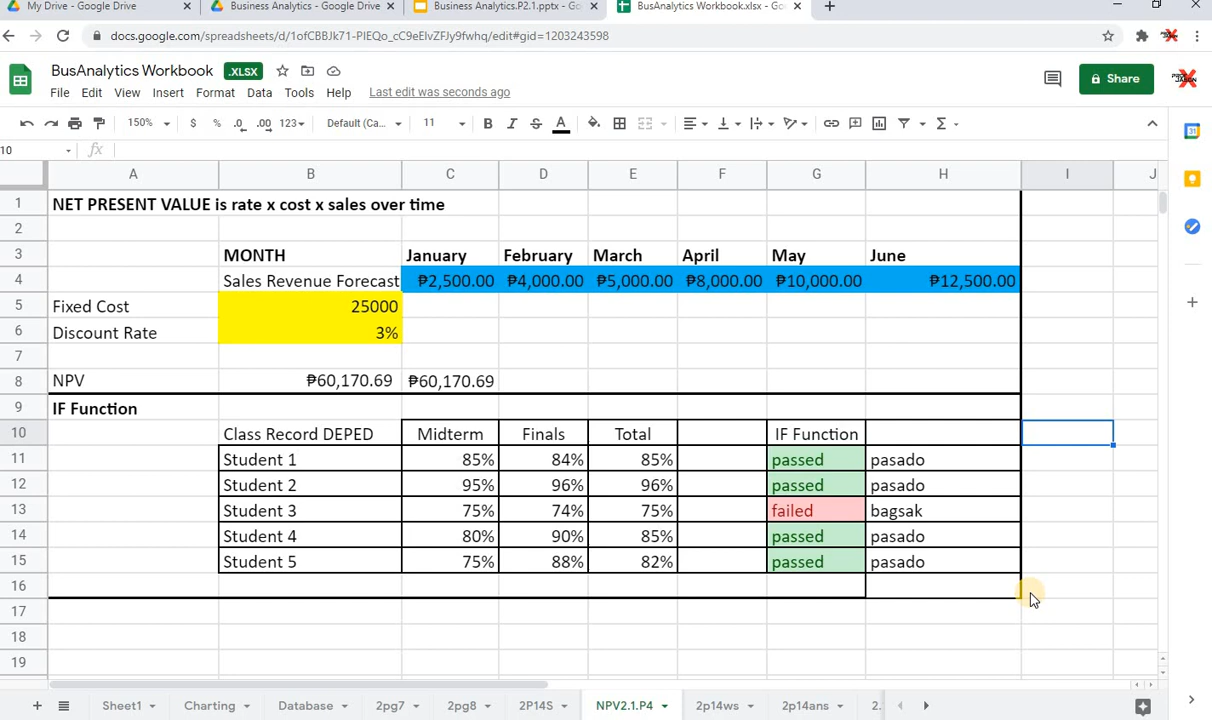 My Drive - Google Drive × Business Analytics - Google Drive × Business Analytics.P2.1.pptx - Go × BusAnalytics Workbook.xlsx - Go × +
docs.google.com/spreadsheets/d/1ofCBBJk71-PIEQo_cC9eElvZFJy9fwhq/edit#gid=1203243598
BusAnalytics Workbook .XLSX
File Edit View Insert Format Data Tools Help Last edit was seconds ago
Share
150% $ % .0 .00 123 Default (Ca... 11 B I S A Σ
10 fx
A B C D E F G H I J
1 NET PRESENT VALUE is rate x cost x sales over time
2
3 MONTH January February March April May June
4 Sales Revenue Forecast ₱2,500.00 ₱4,000.00 ₱5,000.00 ₱8,000.00 ₱10,000.00 ₱12,500.00
5 Fixed Cost 25000
6 Discount Rate 3%
7
8 NPV ₱60,170.69 ₱60,170.69
9 IF Function
10 Class Record DEPED Midterm Finals Total IF Function
11 Student 1 85% 84% 85% passed pasado
12 Student 2 95% 96% 96% passed pasado
13 Student 3 75% 74% 75% failed bagsak
14 Student 4 80% 90% 85% passed pasado
15 Student 5 75% 88% 82% passed pasado
16
17
18
19
+ Sheet1 Charting Database 2pg7 2pg8 2P14S NPV2.1.P4 2p14ws 2p14ans 2.
31